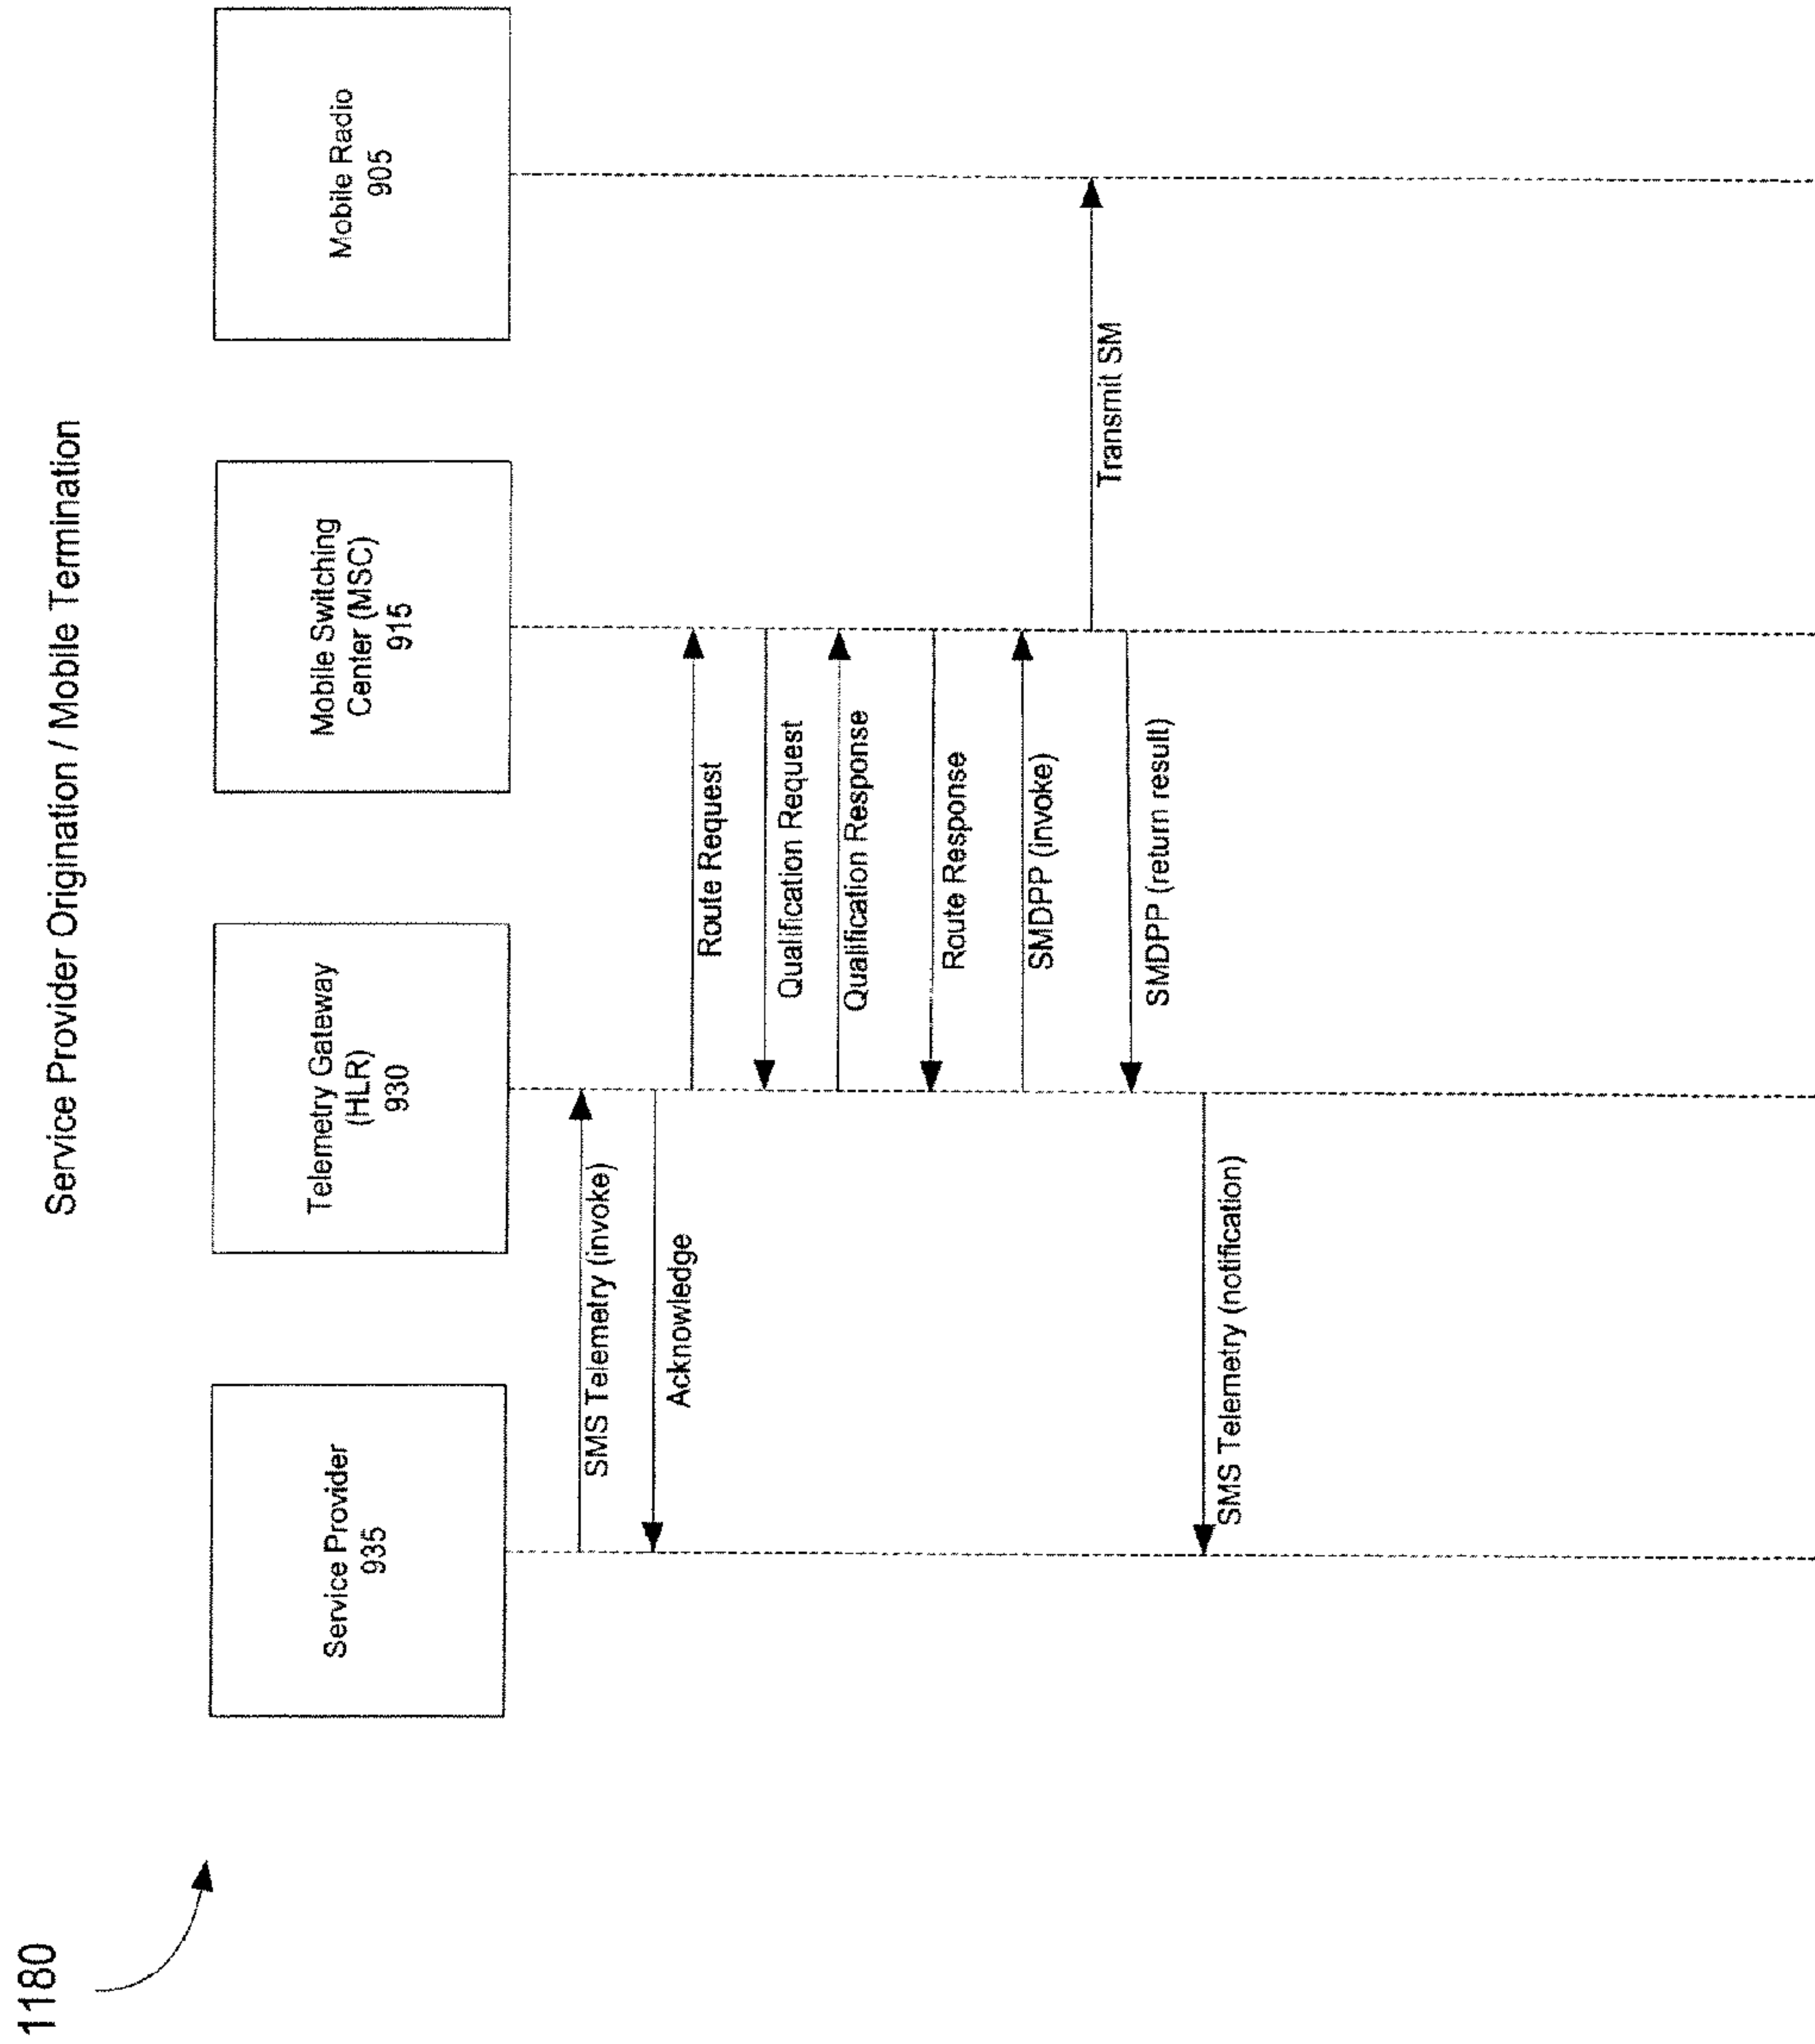 1180
Service Provider Origination / Mobile Termination
Service Provider
935
Telemetry Gateway
(HLR)
930
Mobile Switching
Center (MSC)
915
Mobile Radio
905
SMS Telemetry (invoke)
Acknowledge
Route Request
Qualification Request
Qualification Response
Route Response
SMDPP (invoke)
Transmit SM
SMDPP (return result)
SMS Telemetry (notification)